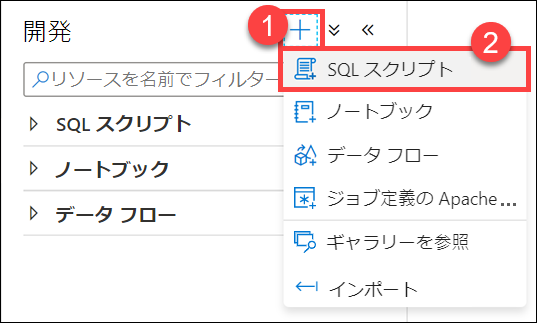 開発
1
2
リソースを名前でフィルター
SQL スクリプト
ノートブック
データ フロー
SQL スクリプト
ノートブック
データ フロー
ジョブ定義の Apache...
ギャラリーを参照
インポート